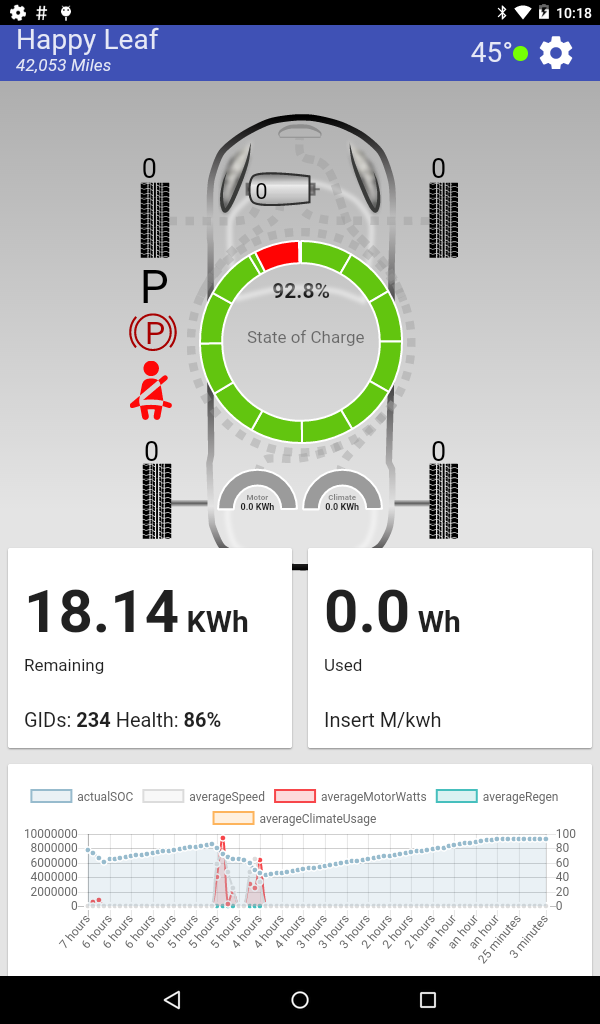 10:18
Happy Leaf
45°
42,053 Miles
0 0
0
P
92.8%
(P)
State of Charge
0 0
Motor Climate
0.0 KWh 0.0 KWh
18.14 KWh
Remaining
GIDs: 234 Health: 86%
0.0 Wh
Used
Insert M/kwh
actualSOC averageSpeed averageMotorWatts averageRegen
averageClimateUsage
10000000 100
8000000 80
6000000 60
4000000 40
2000000 20
0 0
7 hours 6 hours 6 hours 6 hours 6 hours 5 hours 5 hours 5 hours 4 hours 4 hours 4 hours 3 hours 3 hours 3 hours 2 hours 2 hours 2 hours an hour an hour an hour 25 minutes 3 minutes